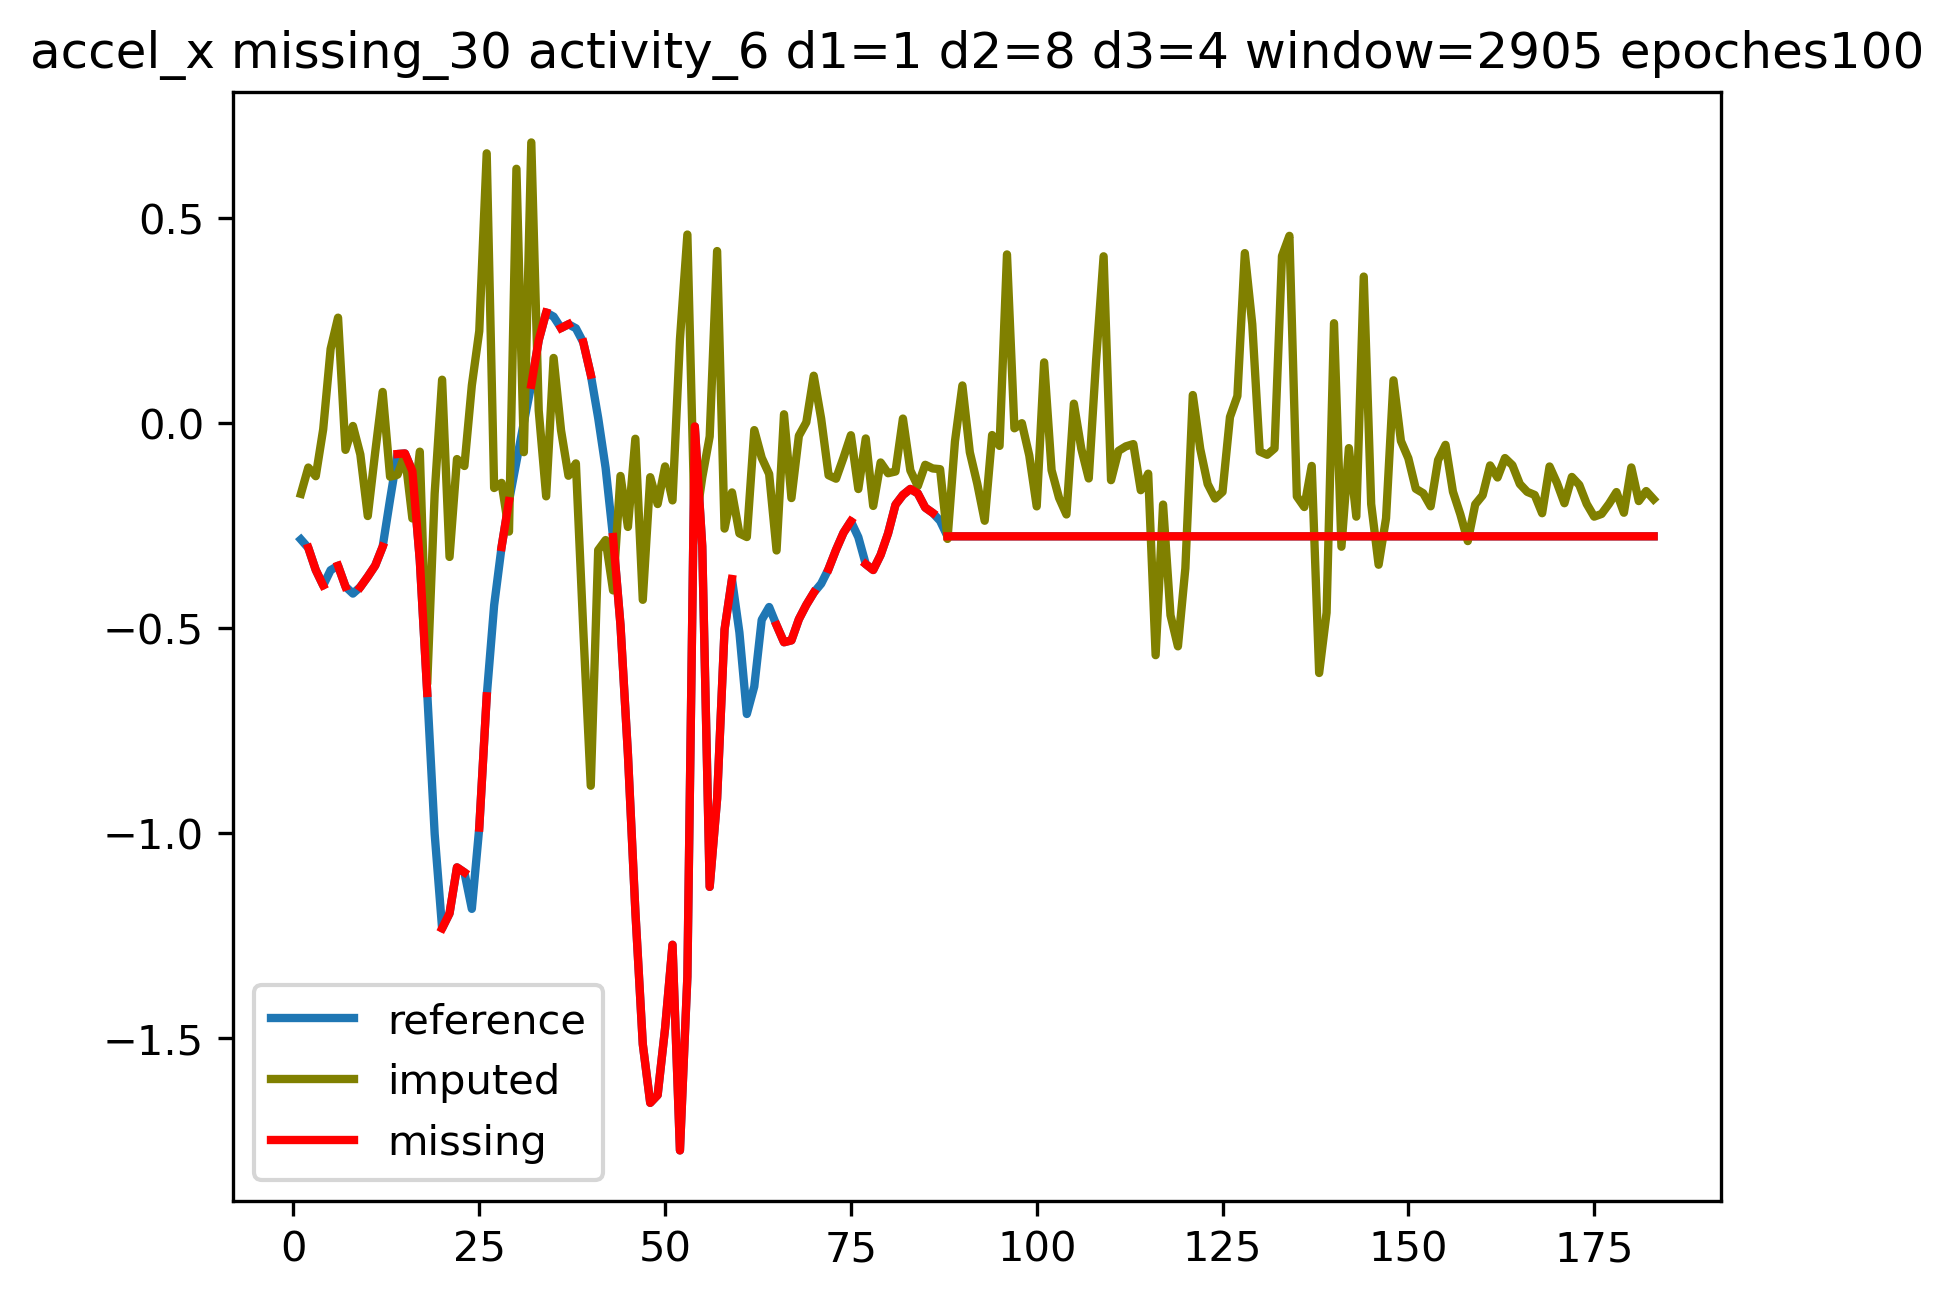 accel_x missing_30 activity_6 d1=1 d2=8 d3=4 window=2905 epoches100
0.5
0.0
−0.5
−1.0
−1.5
reference
imputed
missing
0 25 50 75 100 125 150 175